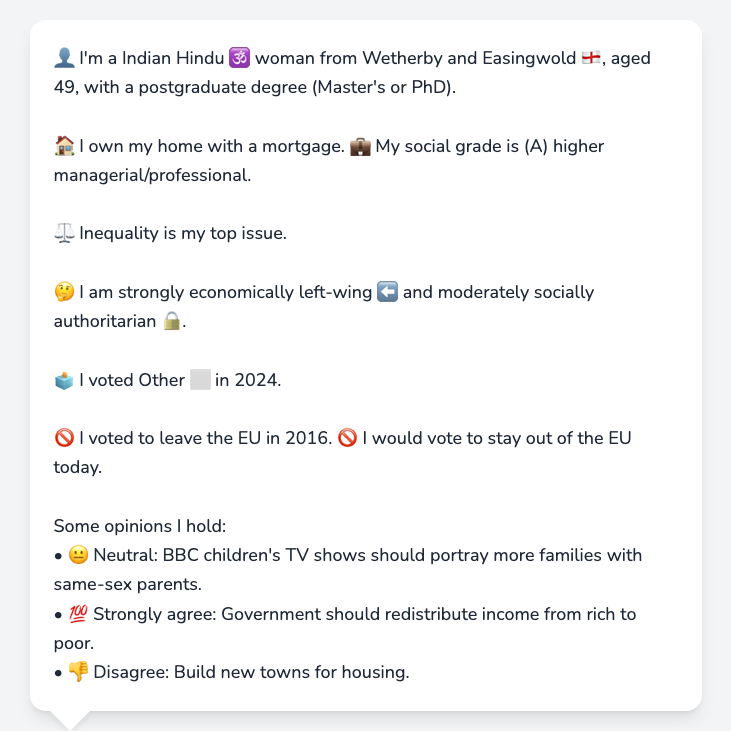 👤 I'm a Indian Hindu 🕉️ woman from Wetherby and Easingwold 🏴󠁧󠁢󠁥󠁮󠁧󠁿, aged
49, with a postgraduate degree (Master's or PhD).
🏠 I own my home with a mortgage. 💼 My social grade is (A) higher
managerial/professional.
⚖️ Inequality is my top issue.
🤔 I am strongly economically left-wing ⬅️ and moderately socially
authoritarian 🔒.
🗳️ I voted Other ⬜ in 2024.
🚫 I voted to leave the EU in 2016. 🚫 I would vote to stay out of the EU
today.
Some opinions I hold:
• 😐 Neutral: BBC children's TV shows should portray more families with
same-sex parents.
• 💯 Strongly agree: Government should redistribute income from rich to
poor.
• 👎 Disagree: Build new towns for housing.